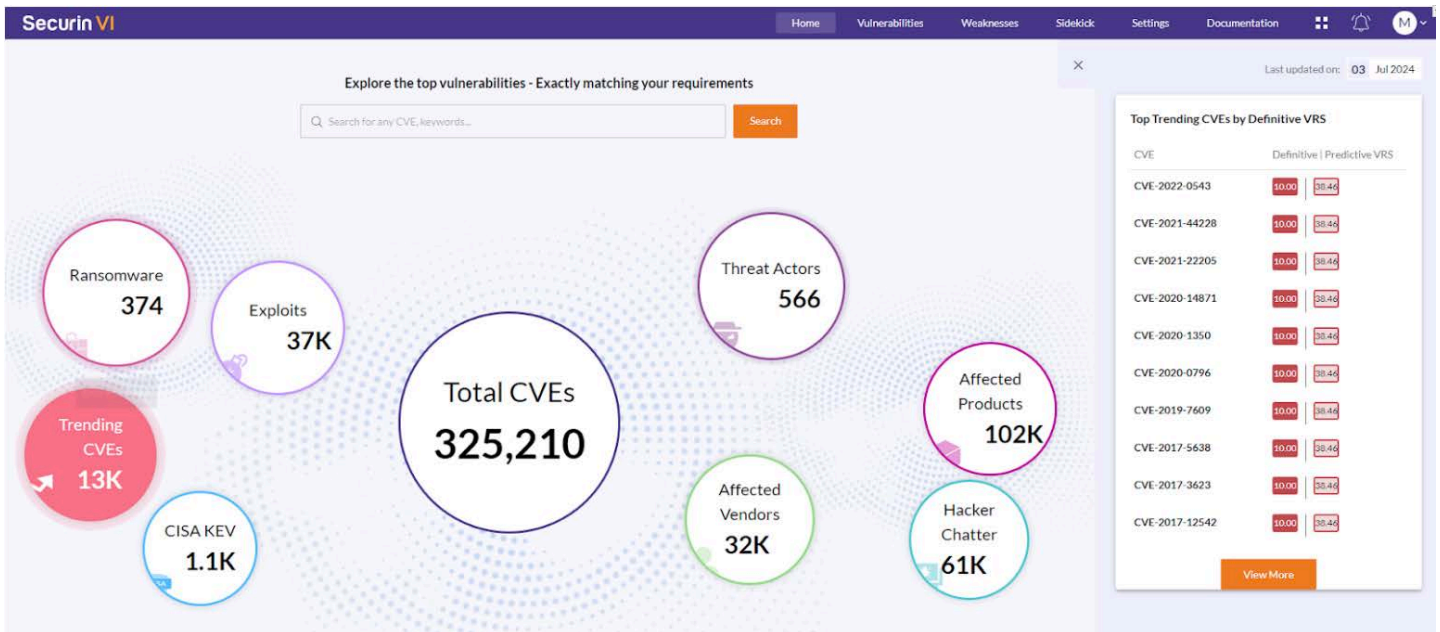 Securin VI
Home Vulnerabilities Weaknesses Sidekick Settings Documentation M
Explore the top vulnerabilities - Exactly matching your requirements
Search for any CVE, keywords...
Search
Ransomware
374
Exploits
37K
Trending
CVEs
13K
CISA KEV
1.1K
Total CVEs
325,210
Threat Actors
566
Affected
Products
102K
Affected
Vendors
32K
Hacker
Chatter
61K
Last updated on: 03 Jul 2024
Top Trending CVEs by Definitive VRS
CVE Definitive | Predictive VRS
CVE-2022-0543 10.00 38.46
CVE-2021-44228 10.00 38.46
CVE-2021-22205 10.00 38.46
CVE-2020-14871 10.00 38.46
CVE-2020-1350 10.00 38.46
CVE-2020-0796 10.00 38.46
CVE-2019-7609 10.00 38.46
CVE-2017-5638 10.00 38.46
CVE-2017-3623 10.00 38.46
CVE-2017-12542 10.00 38.46
View More